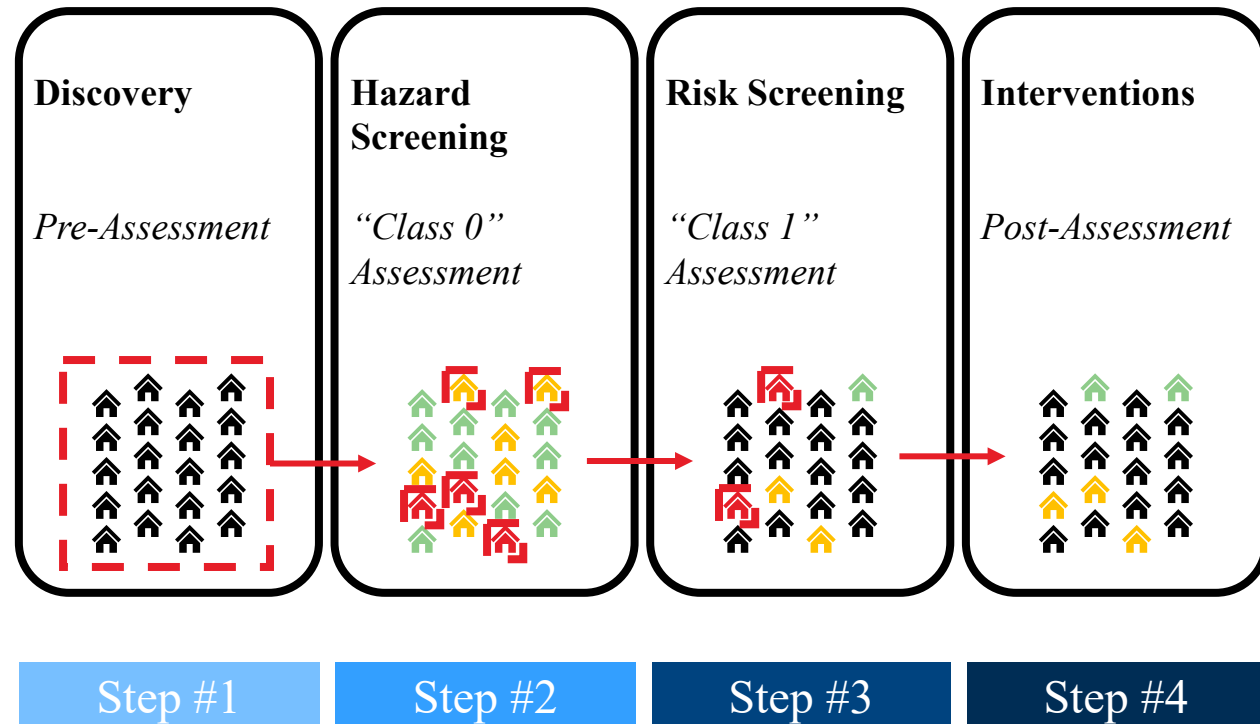 Discovery
Pre-Assessment
Hazard
Screening
“Class 0”
Assessment
Risk Screening
“Class 1”
Assessment
Interventions
Post-Assessment
Step #1
Step #2
Step #3
Step #4